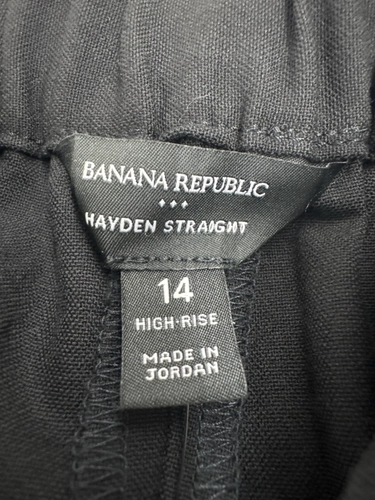 BANANA REPUBLIC
HAYDEN STRAIGHT
14
HIGH-RISE
MADE IN
JORDAN